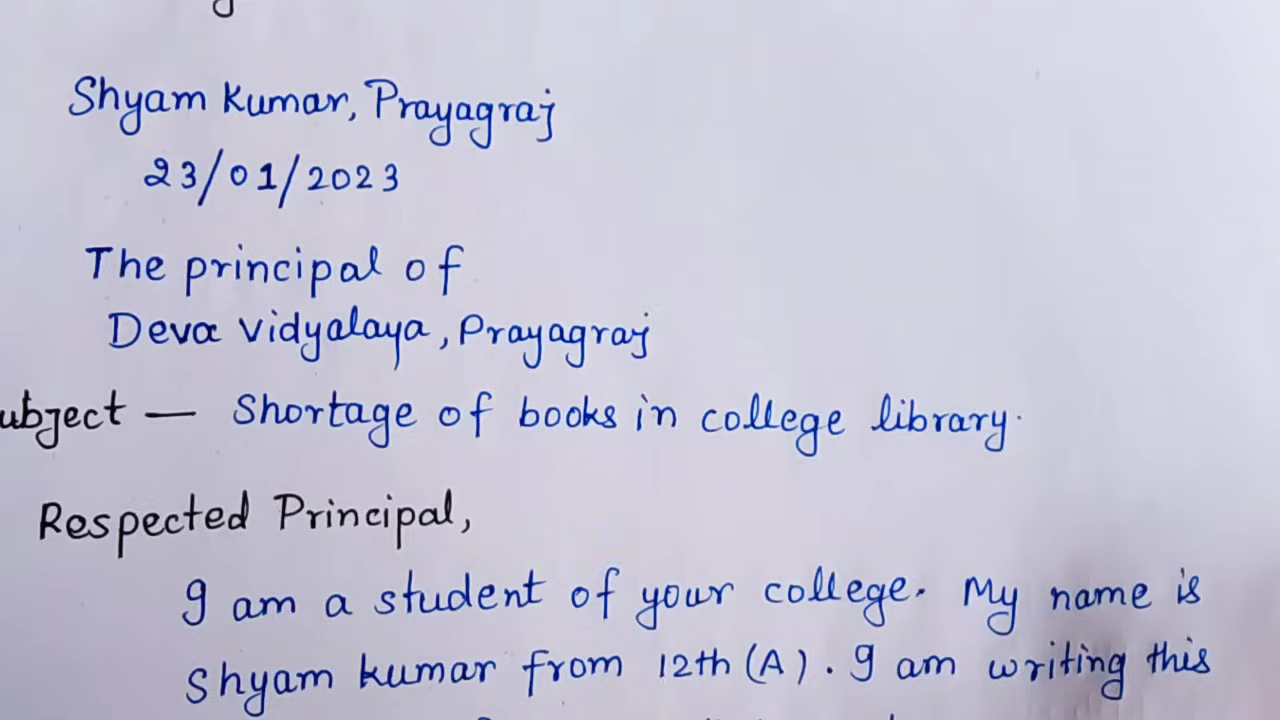 Shyam Kumar, Prayagraj
23/01/2023
The principal of
Deva Vidyalaya, Prayagraj
ubject — Shortage of books in college library.
Respected Principal,
I am a student of your college. My name is
Shyam kumar from 12th (A). I am writing this